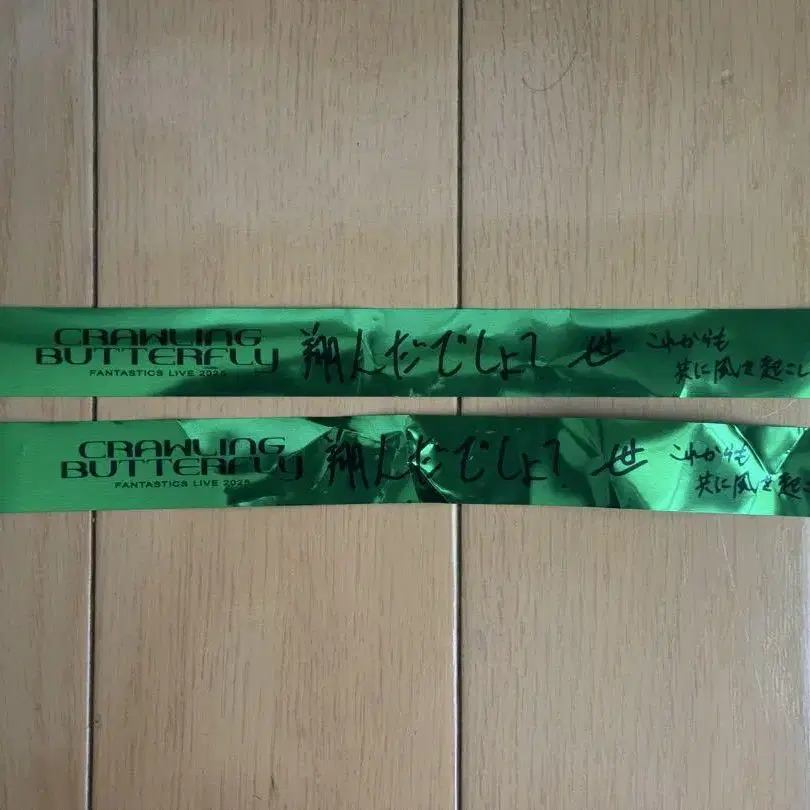 CRAWLING
BUTTERFLY
FANTASTICS LIVE 2025
翔んだでしょ? 世
これからも
共に風を起こし
CRAWLING
BUTTERFLY
FANTASTICS LIVE 2025
翔んだでしょ? 世
これからも
共に風を起こ